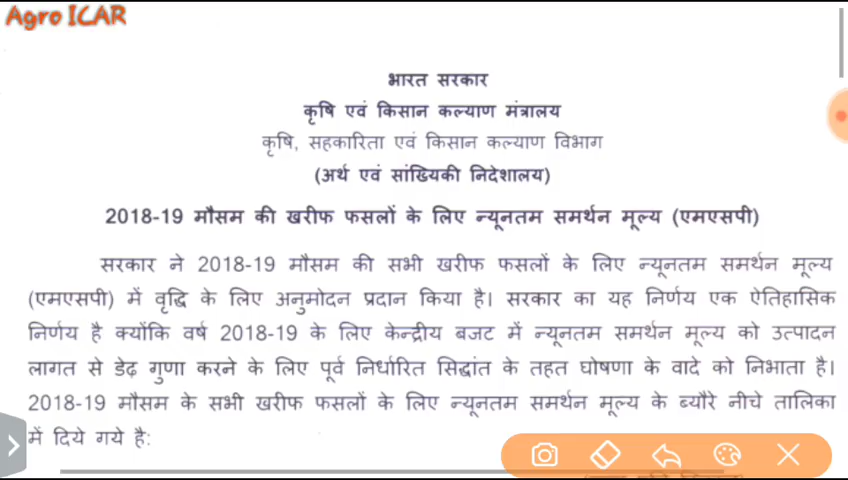 Agro ICAR
भारत सरकार
कृषि एवं किसान कल्याण मंत्रालय
कृषि, सहकारिता एवं किसान कल्याण विभाग
(अर्थ एवं सांख्यिकी निदेशालय)
2018-19 मौसम की खरीफ फसलों के लिए न्यूनतम समर्थन मूल्य (एमएसपी)
सरकार ने 2018-19 मौसम की सभी खरीफ फसलों के लिए न्यूनतम समर्थन मूल्य
(एमएसपी) में वृद्धि के लिए अनुमोदन प्रदान किया है। सरकार का यह निर्णय एक ऐतिहासिक
निर्णय है क्योंकि वर्ष 2018-19 के लिए केन्द्रीय बजट में न्यूनतम समर्थन मूल्य को उत्पादन
लागत से डेढ़ गुणा करने के लिए पूर्व निर्धारित सिद्धांत के तहत घोषणा के वादे को निभाता है।
2018-19 मौसम के सभी खरीफ फसलों के लिए न्यूनतम समर्थन मूल्य के ब्यौरे नीचे तालिका
में दिये गये है: